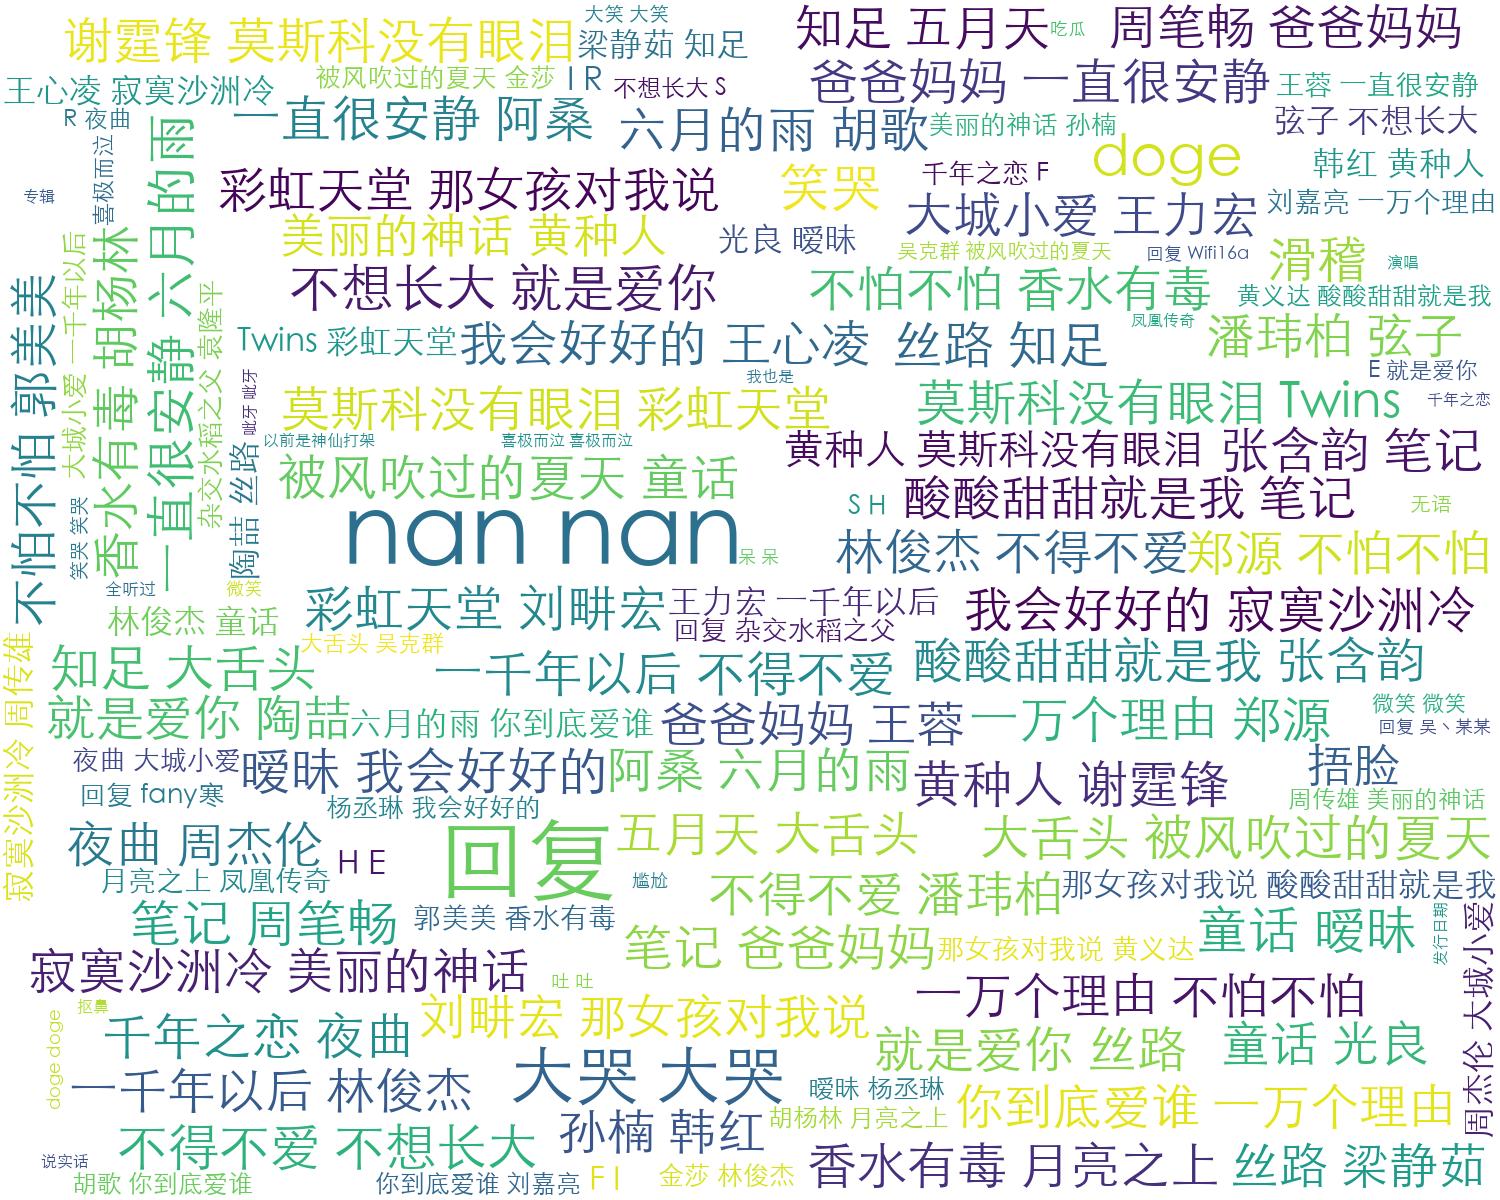 谢霆锋 莫斯科没有眼泪
大笑 大笑
梁静茹 知足
知足 五月天
吃瓜
周笔畅 爸爸妈妈
王心凌 寂寞沙洲冷
被风吹过的夏天 金莎
I R
不想长大 S
爸爸妈妈 一直很安静
王蓉 一直很安静
R 夜曲
一直很安静 阿桑
六月的雨 胡歌
美丽的神话 孙楠
弦子 不想长大
doge
韩红 黄种人
专辑
喜极而泣
一直很安静 六月的雨
彩虹天堂 那女孩对我说
笑哭
千年之恋 F
大城小爱 王力宏
刘嘉亮 一万个理由
美丽的神话 黄种人
光良 暧昧
吴克群 被风吹过的夏天
回复 Wifi16a
滑稽
演唱
不怕不怕 郭美美
大城小爱 一千年以后
香水有毒 胡杨林
杂交水稻之父 袁隆平
不想长大 就是爱你
不怕不怕 香水有毒
黄义达 酸酸甜甜就是我
Twins 彩虹天堂
我会好好的 王心凌
丝路 知足
凤凰传奇
潘玮柏 弦子
呲牙 呲牙
我也是
E 就是爱你
莫斯科没有眼泪 彩虹天堂
莫斯科没有眼泪 Twins
千年之恋
以前是神仙打架
喜极而泣 喜极而泣
黄种人 莫斯科没有眼泪
张含韵 笔记
陶喆 丝路
被风吹过的夏天 童话
笑哭 笑哭
S H
酸酸甜甜就是我 笔记
无语
nan nan
呆 呆
林俊杰 不得不爱
郑源 不怕不怕
全听过
微笑
彩虹天堂 刘畊宏
王力宏 一千年以后
我会好好的 寂寞沙洲冷
林俊杰 童话
回复 杂交水稻之父
大舌头 吴克群
寂寞沙洲冷 周传雄
知足 大舌头
一千年以后 不得不爱
酸酸甜甜就是我 张含韵
就是爱你 陶喆
六月的雨 你到底爱谁
爸爸妈妈 王蓉
一万个理由 郑源
微笑 微笑
回复 吴丶某某
夜曲 大城小爱
暧昧 我会好好的
阿桑 六月的雨
黄种人 谢霆锋
捂脸
回复 fany寒
杨丞琳 我会好好的
周传雄 美丽的神话
夜曲 周杰伦
H E
回复
五月天 大舌头
大舌头 被风吹过的夏天
月亮之上 凤凰传奇
尴尬
不得不爱 潘玮柏
那女孩对我说 酸酸甜甜就是我
笔记 周笔畅
郭美美 香水有毒
笔记 爸爸妈妈
那女孩对我说 黄义达
童话 暧昧
发行日期
周杰伦 大城小爱
寂寞沙洲冷 美丽的神话
吐 吐
一万个理由 不怕不怕
抠鼻
doge doge
千年之恋 夜曲
刘畊宏 那女孩对我说
就是爱你 丝路
童话 光良
一千年以后 林俊杰
大哭 大哭
暧昧 杨丞琳
你到底爱谁 一万个理由
不得不爱 不想长大
孙楠 韩红
胡杨林 月亮之上
说实话
胡歌 你到底爱谁
你到底爱谁 刘嘉亮
F I
金莎 林俊杰
香水有毒 月亮之上
丝路 梁静茹